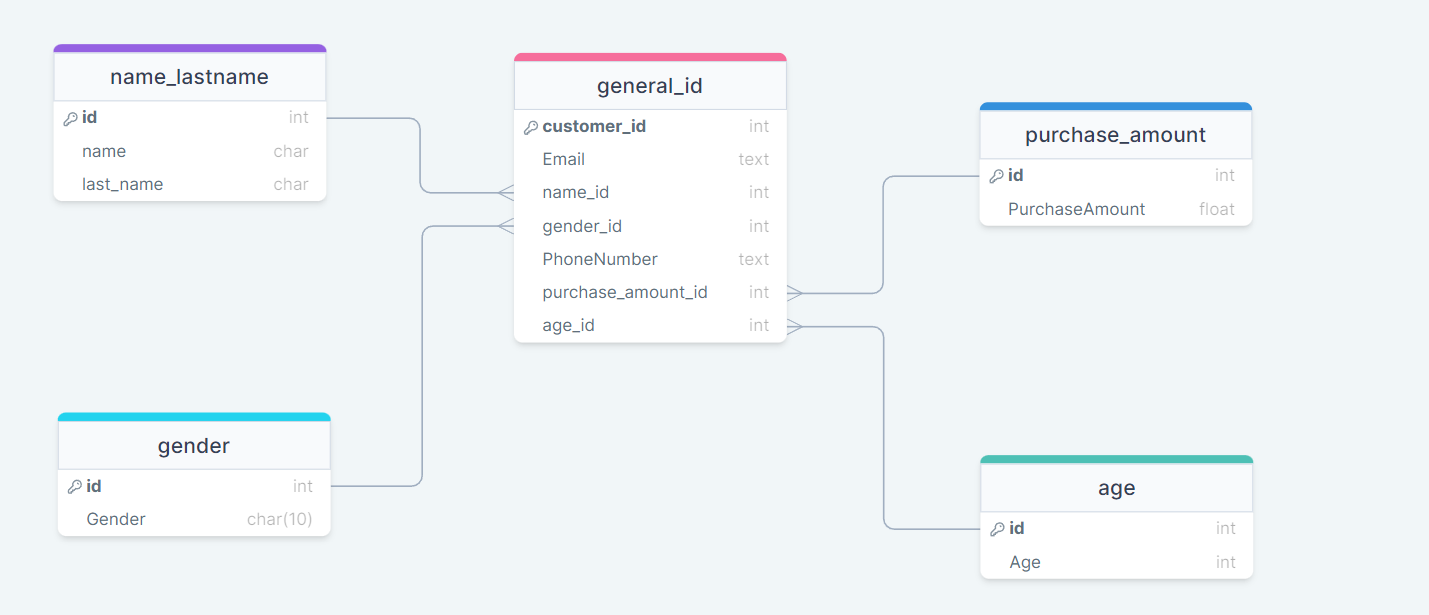 name_lastname
id int
name char
last_name char
general_id
customer_id int
Email text
name_id int
gender_id int
PhoneNumber text
purchase_amount_id int
age_id int
purchase_amount
id int
PurchaseAmount float
gender
id int
Gender char(10)
age
id int
Age int